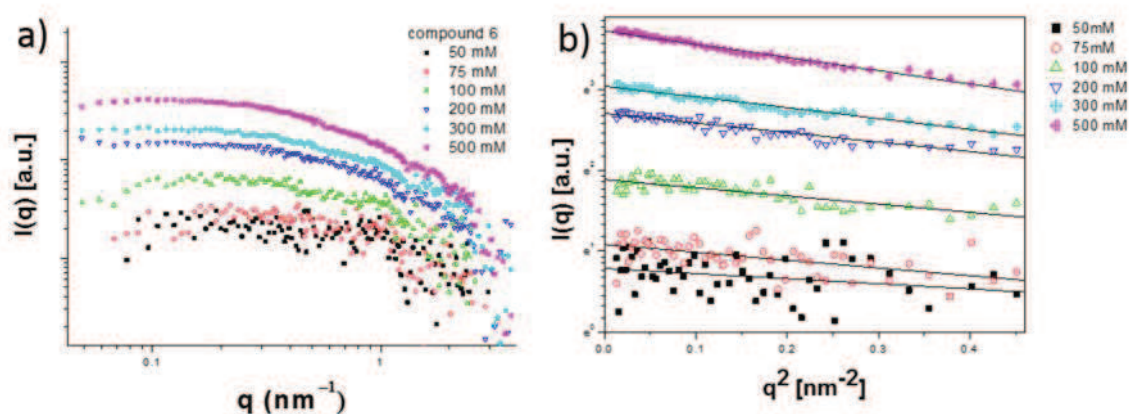 a)
compound 6
50 mM
75 mM
100 mM
200 mM
300 mM
500 mM
I(q) [a.u.]
0.1
1
q (nm⁻¹)
b)
50mM
75mM
100 mM
200 mM
300 mM
500 mM
I(q) [a.u.]
0.0
0.1
0.2
0.3
0.4
q² [nm⁻²]